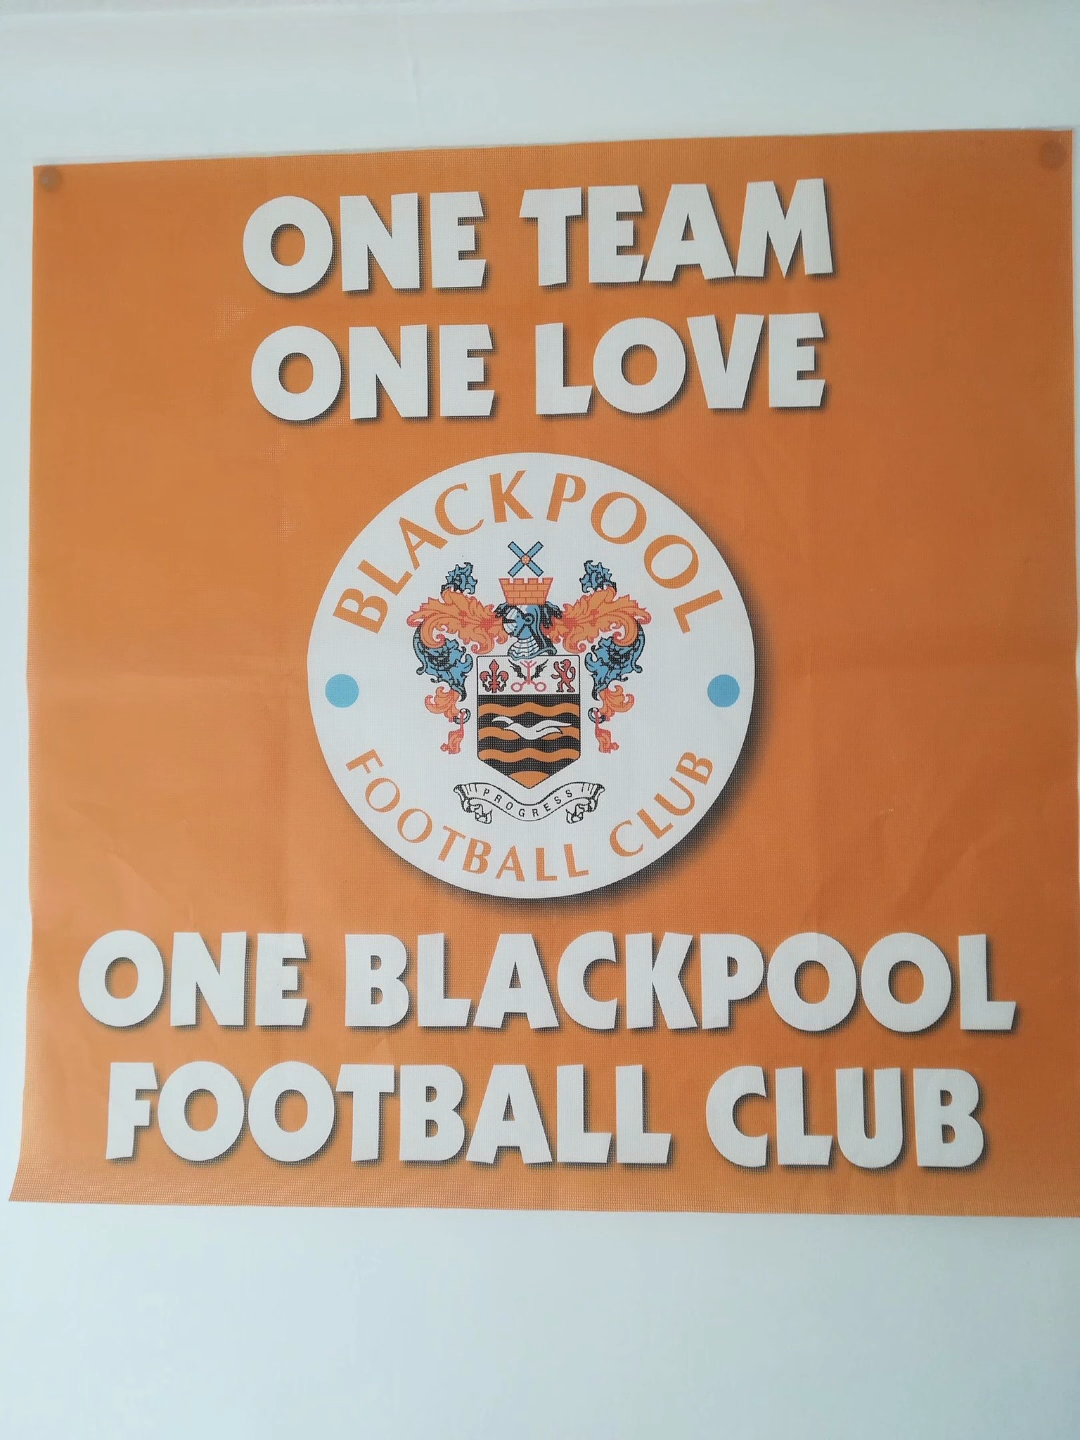 ONE TEAM
ONE LOVE
BLACKPOOL
PROGRESS
FOOTBALL CLUB
ONE BLACKPOOL
FOOTBALL CLUB